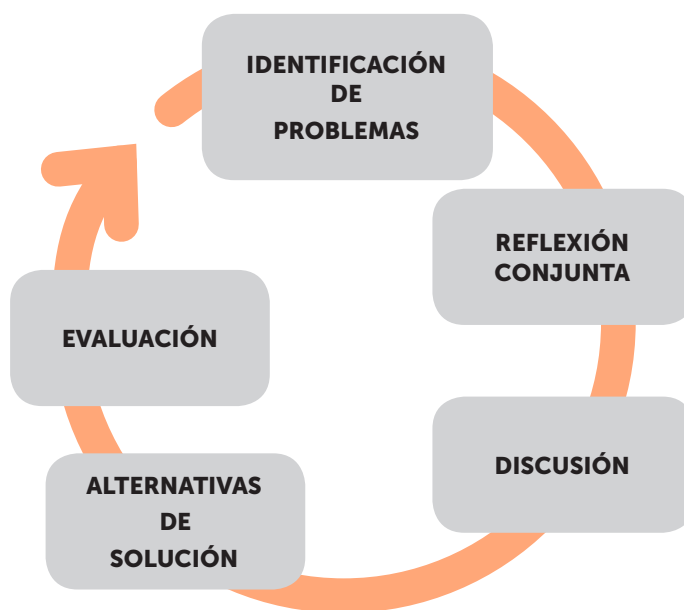 IDENTIFICACIÓN
DE
PROBLEMAS
REFLEXIÓN
CONJUNTA
DISCUSIÓN
ALTERNATIVAS
DE
SOLUCIÓN
EVALUACIÓN